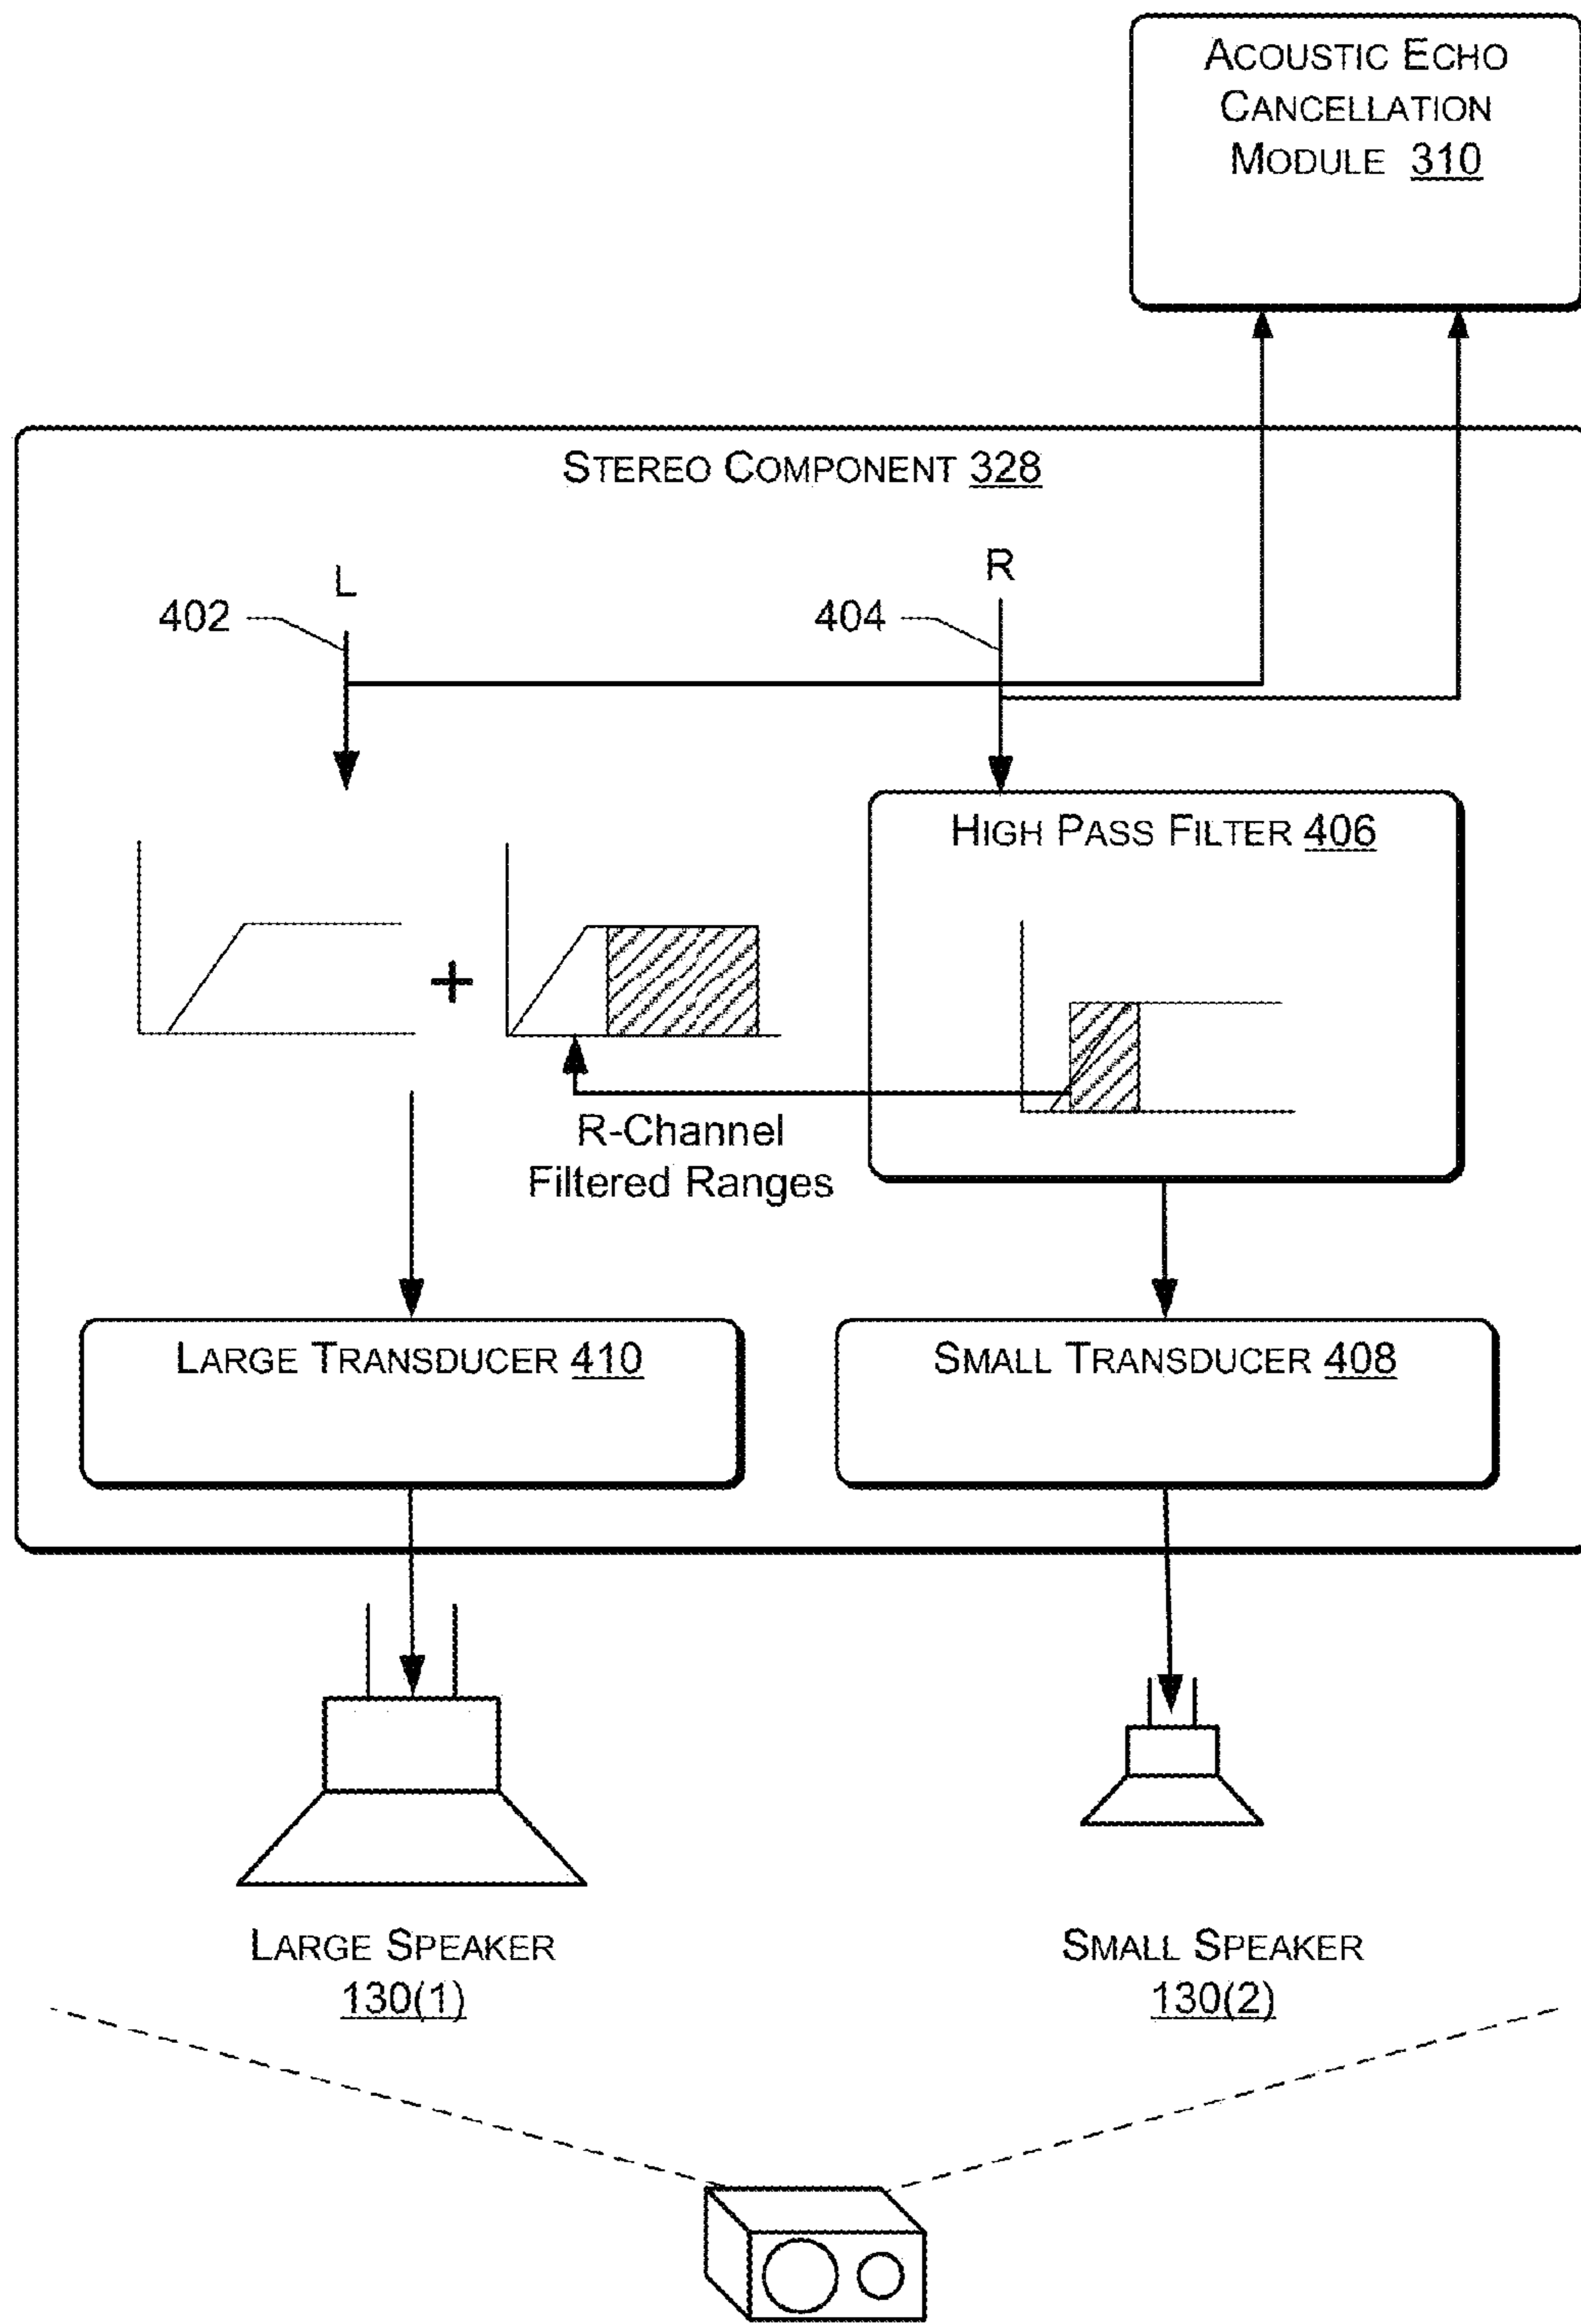 ACOUSTIC ECHO
CANCELLATION
MODULE 310
STEREO COMPONENT 328
L
R
402
404
HIGH PASS FILTER 406
+
R-Channel
Filtered Ranges
LARGE TRANSDUCER 410
SMALL TRANSDUCER 408
LARGE SPEAKER
130(1)
SMALL SPEAKER
130(2)